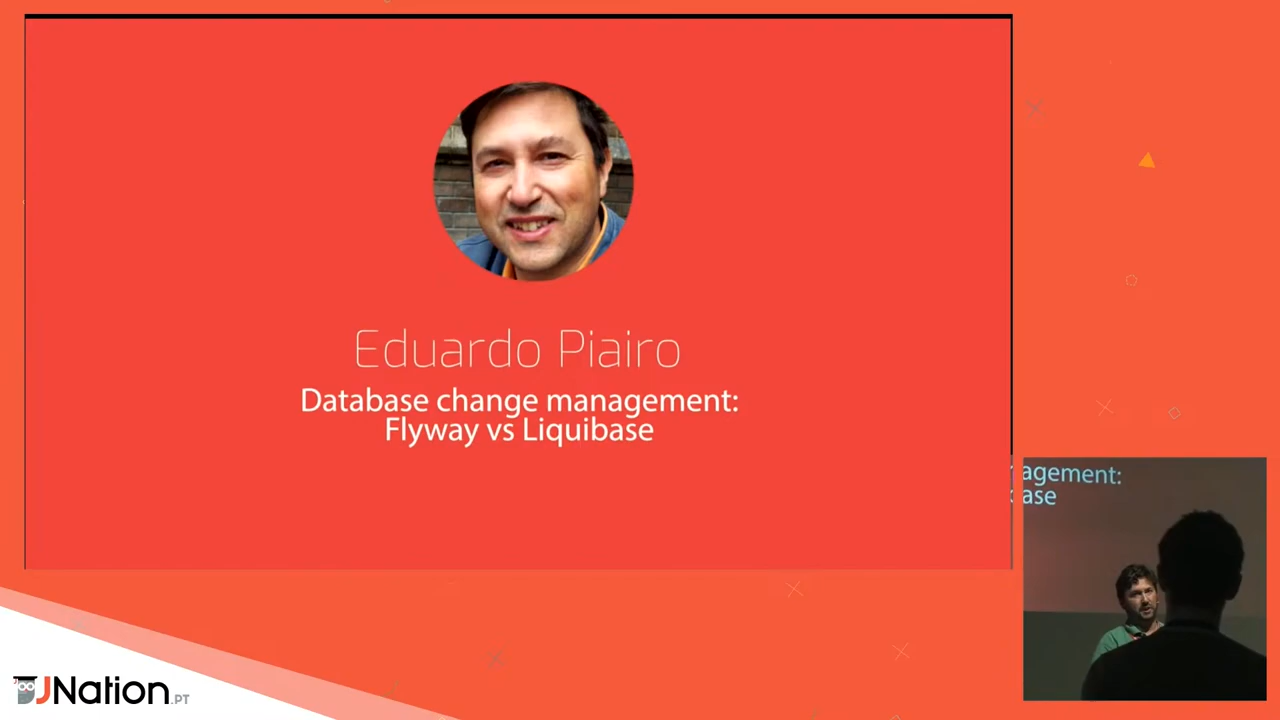 Eduardo Piairo
Database change management:
Flyway vs Liquibase
agement:
ase
JNation.PT